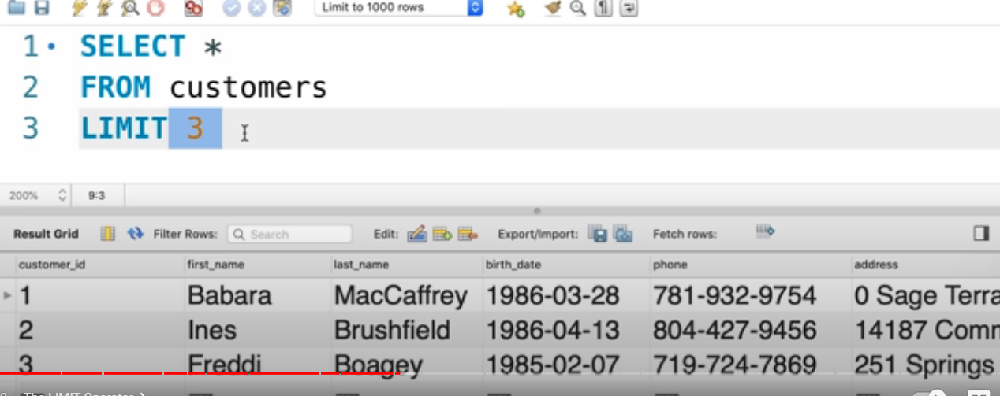 Limit to 1000 rows
1 SELECT *
2 FROM customers
3 LIMIT 3
200% 9:3
Result Grid Filter Rows: Search Edit: Export/Import: Fetch rows:
customer_id first_name last_name birth_date phone address
1 Babara MacCaffrey 1986-03-28 781-932-9754 0 Sage Terra
2 Ines Brushfield 1986-04-13 804-427-9456 14187 Comm
3 Freddi Boagey 1985-02-07 719-724-7869 251 Springs
The LIMIT Operator